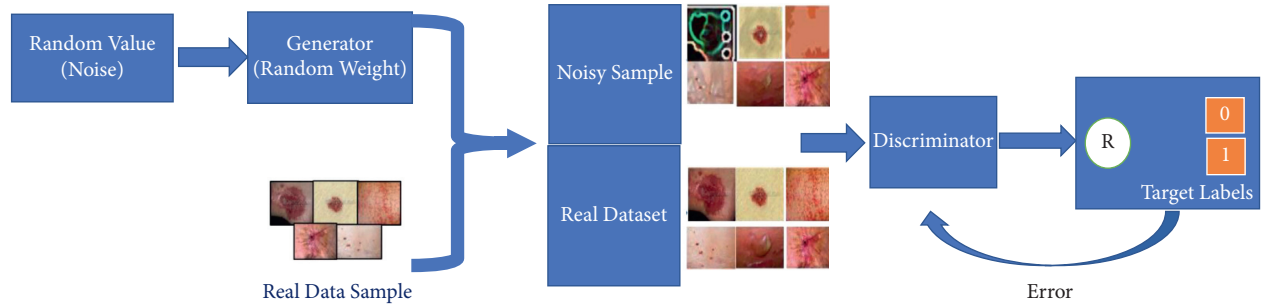 Random Value
(Noise)
Generator
(Random Weight)
Real Data Sample
Noisy Sample
Real Dataset
Discriminator
R
0
1
Target Labels
Error